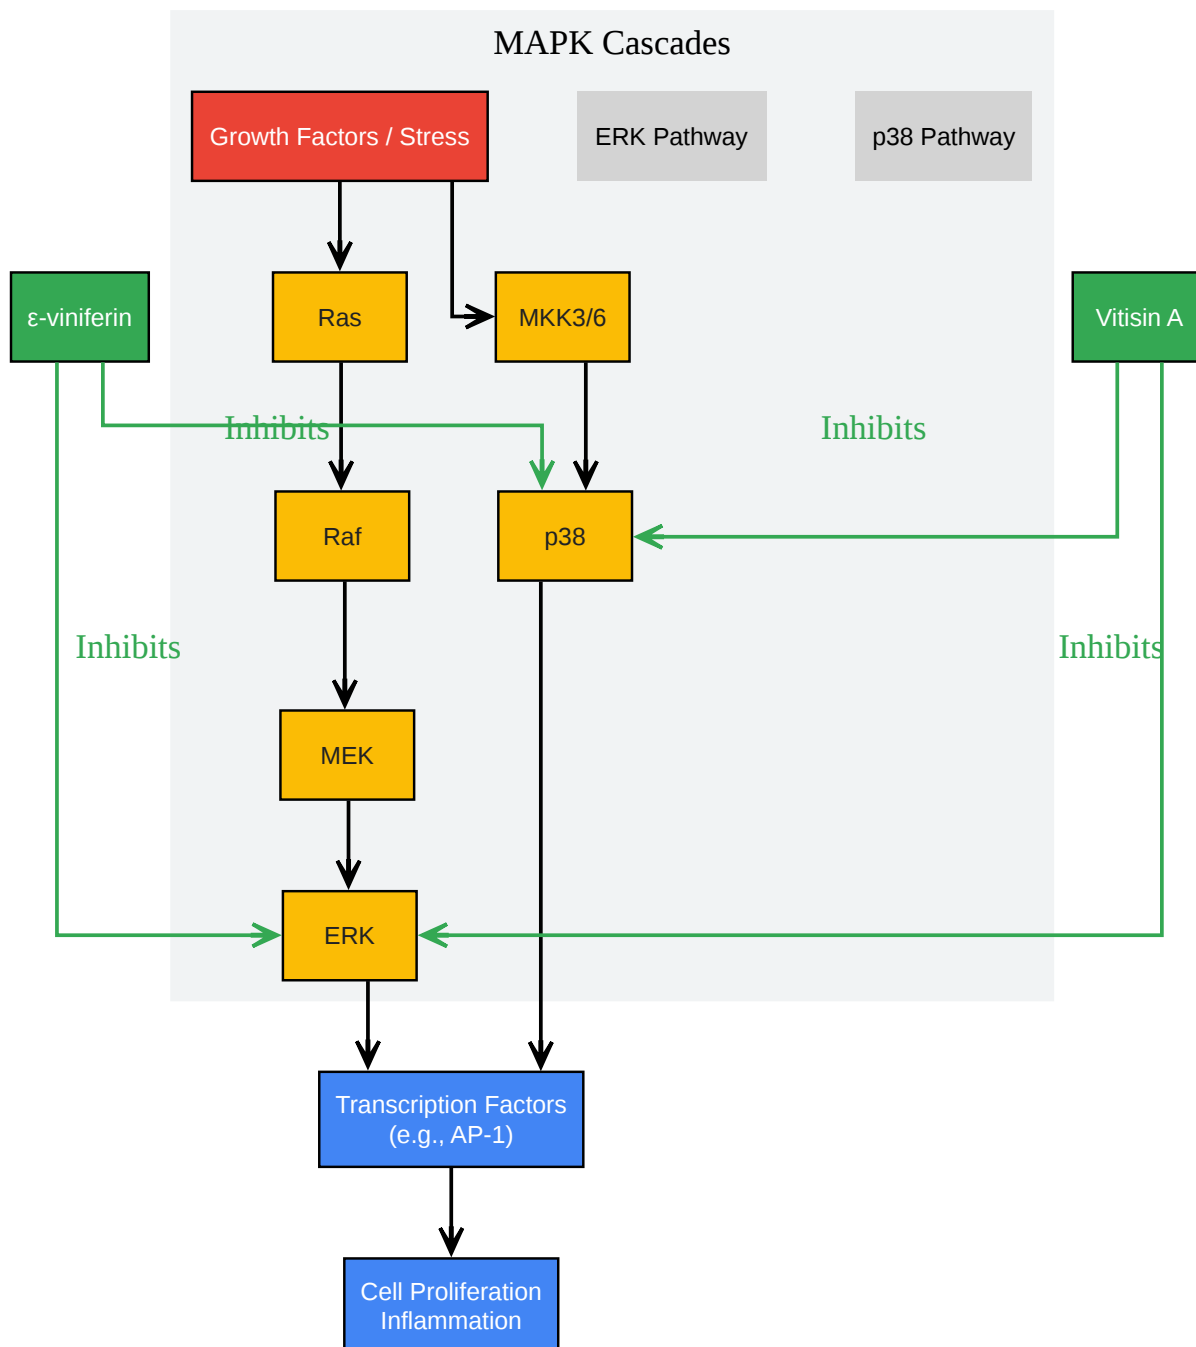 MAPK Cascades
Growth Factors / Stress
ERK Pathway
p38 Pathway
ε-viniferin
Ras
MKK3/6
Vitisin A
Inhibits
Inhibits
Raf
p38
Inhibits
Inhibits
MEK
ERK
Transcription Factors
(e.g., AP-1)
Cell Proliferation
Inflammation